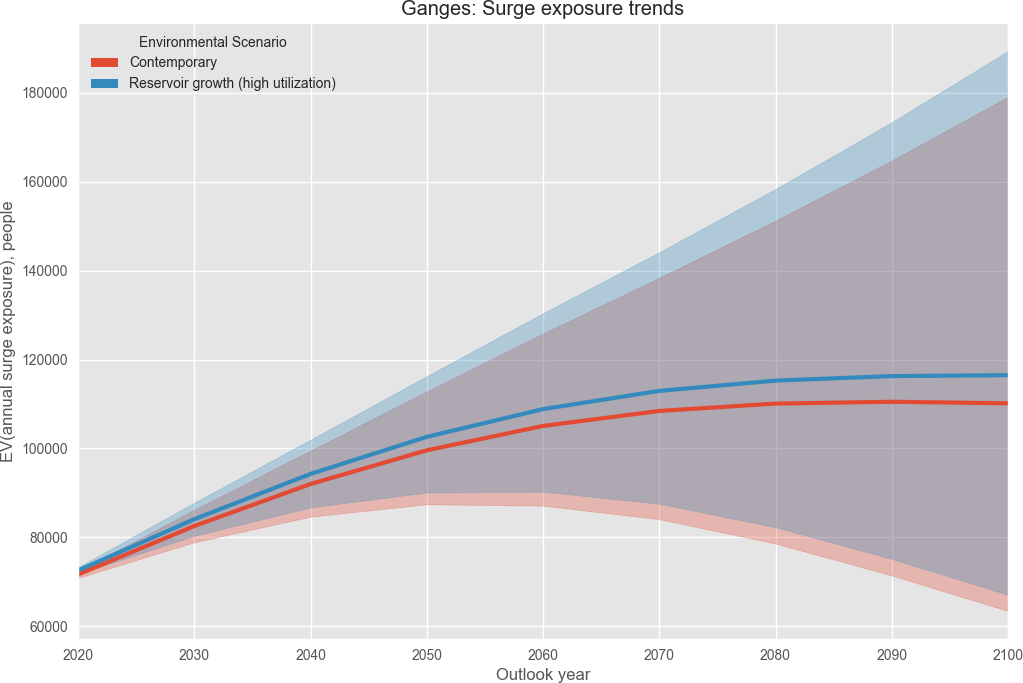 Ganges: Surge exposure trends
Environmental Scenario
Contemporary
Reservoir growth (high utilization)
EV(annual surge exposure), people
180000
160000
140000
120000
100000
80000
60000
2020 2030 2040 2050 2060 2070 2080 2090 2100
Outlook year